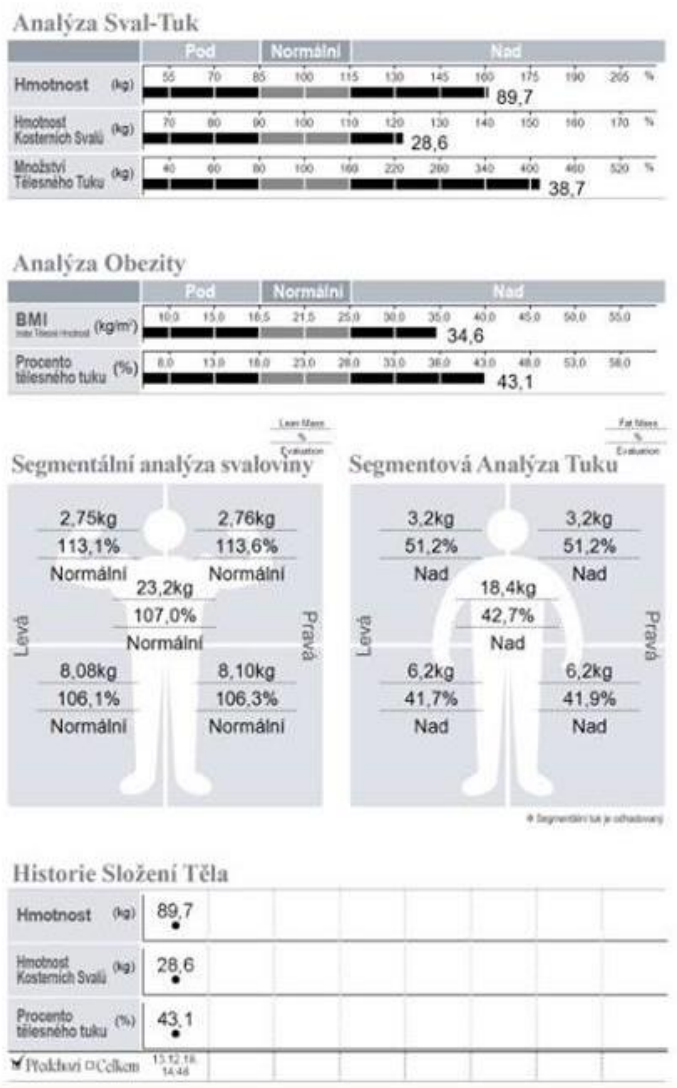 Analýza Sval-Tuk
Pod Normální Nad
Hmotnost (kg) 55 70 85 100 115 130 145 160 175 190 205 %
89,7
Hmotnost
Kosterních Svalů (kg) 70 80 90 100 110 120 130 140 150 160 170 %
28,6
Množství
Tělesného Tuku (kg) 40 60 80 100 160 220 280 340 400 460 520 %
38,7
Analýza Obezity
Pod Normální Nad
BMI (kg/m²) 10,0 15,0 18,5 21,5 25,0 30,0 35,0 40,0 45,0 50,0 55,0
34,6
Procento
tělesného tuku (%) 8,0 13,0 18,0 23,0 28,0 33,0 38,0 43,0 48,0 53,0 58,0
43,1
Lean Mass
%
Evaluation
Segmentální analýza svaloviny
2,75kg 2,76kg
113,1% 113,6%
Normální Normální
23,2kg
107,0%
Normální
Levá Pravá
8,08kg 8,10kg
106,1% 106,3%
Normální Normální
Fat Mass
%
Evaluation
Segmentová Analýza Tuku
3,2kg 3,2kg
51,2% 51,2%
Nad Nad
18,4kg
42,7%
Nad
Levá Pravá
6,2kg 6,2kg
41,7% 41,9%
Nad Nad
* Segmentální tuk je odhadovaný
Historie Složení Těla
Hmotnost (kg) 89,7
Hmotnost
Kosterních Svalů (kg) 28,6
Procento
tělesného tuku (%) 43,1
Předchozí Celkem
14:46